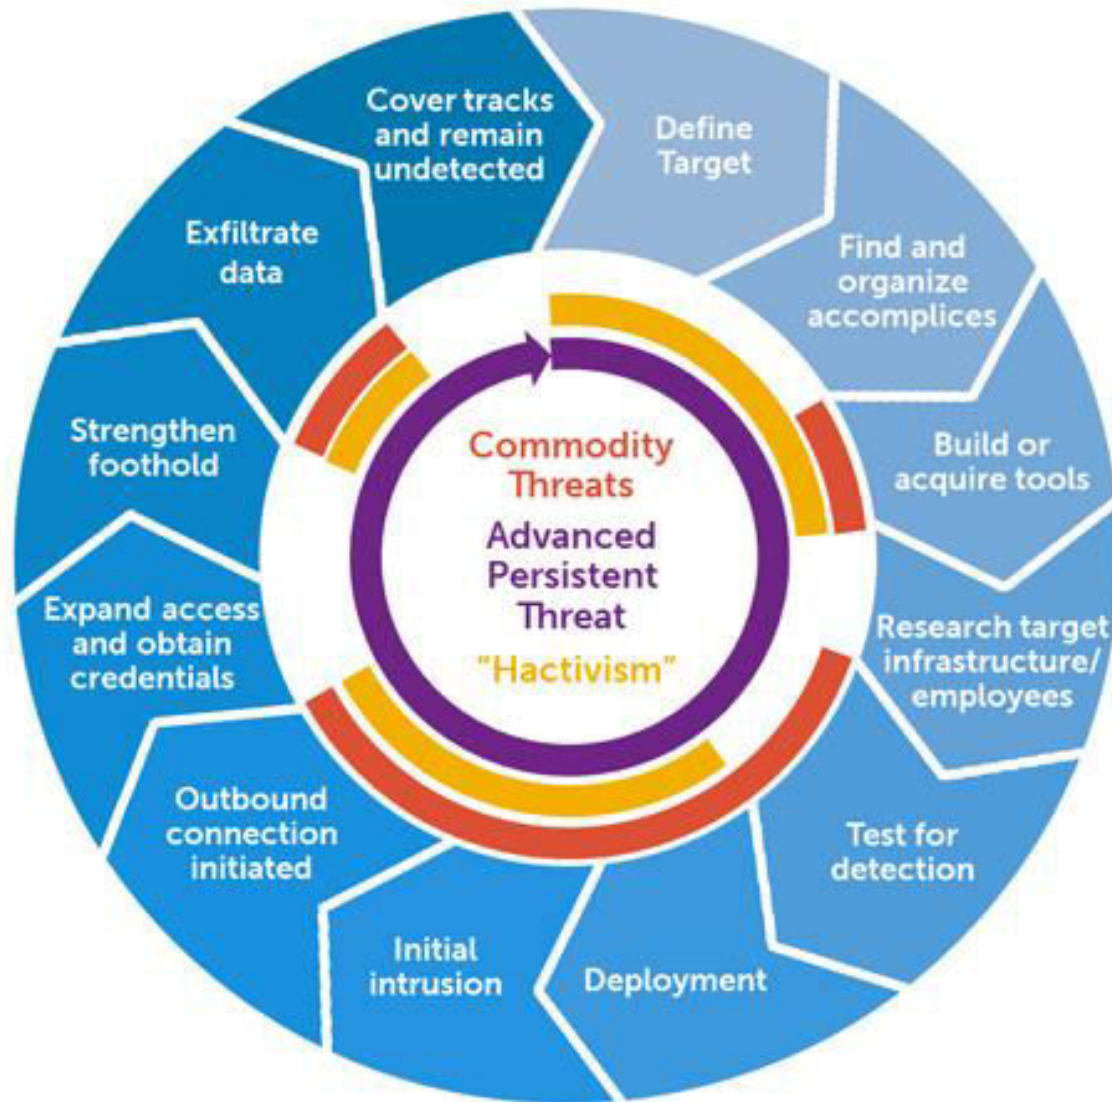 Define
Target
Find and
organize
accomplices
Build or
acquire tools
Research target
infrastructure/
employees
Test for
detection
Deployment
Initial
intrusion
Outbound
connection
initiated
Expand access
and obtain
credentials
Strengthen
foothold
Exfiltrate
data
Cover tracks
and remain
undetected
Commodity
Threats
Advanced
Persistent
Threat
"Hactivism"